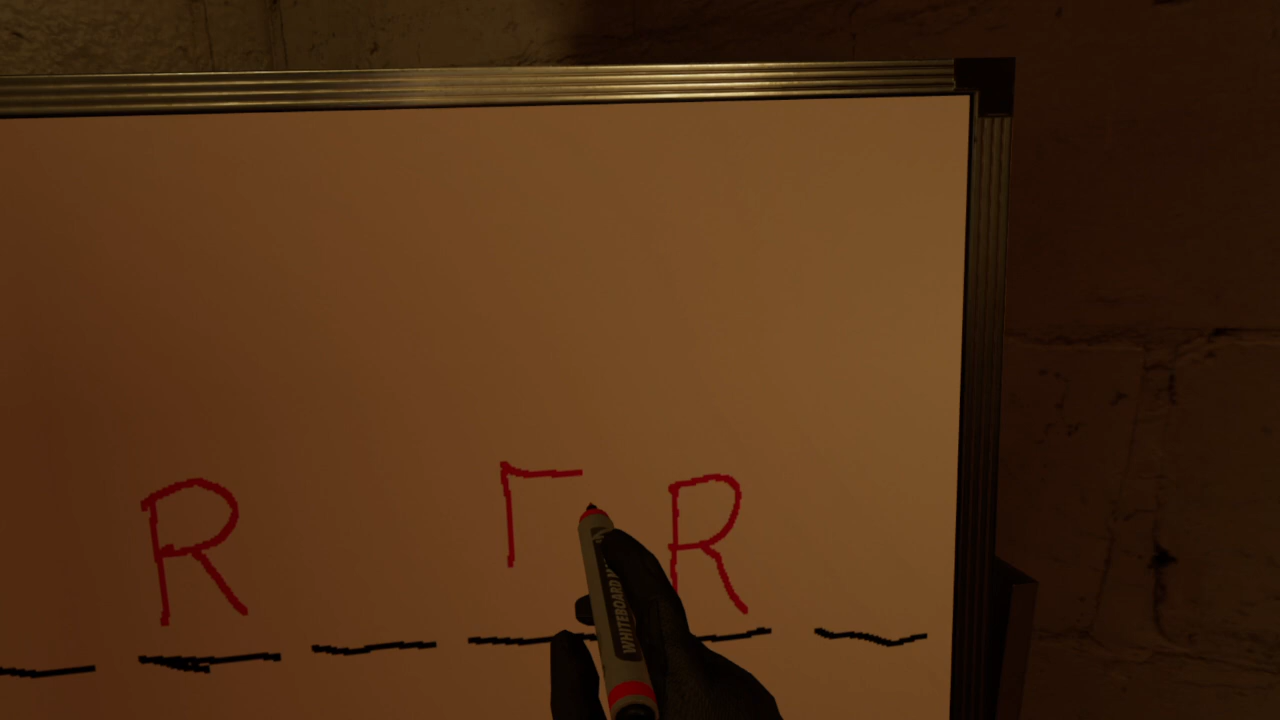 _ R _ Γ R _
WHITEBOARD M